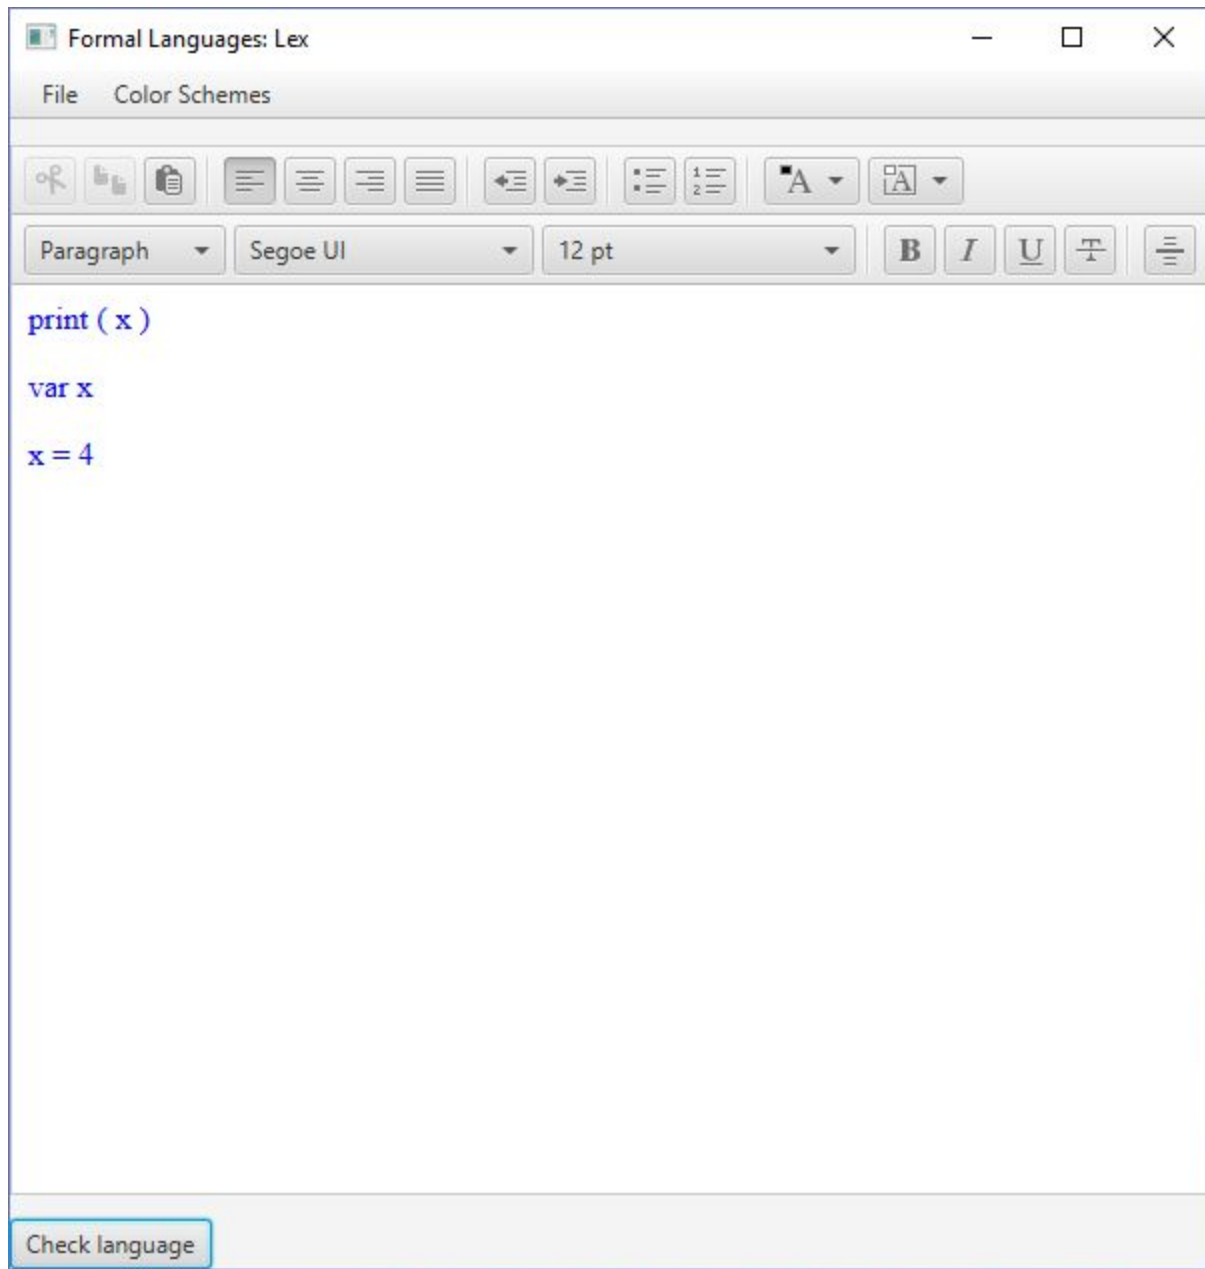 Formal Languages: Lex
File Color Schemes
A A
Paragraph Segoe UI 12 pt B I U T
print ( x )
var x
x = 4
Check language